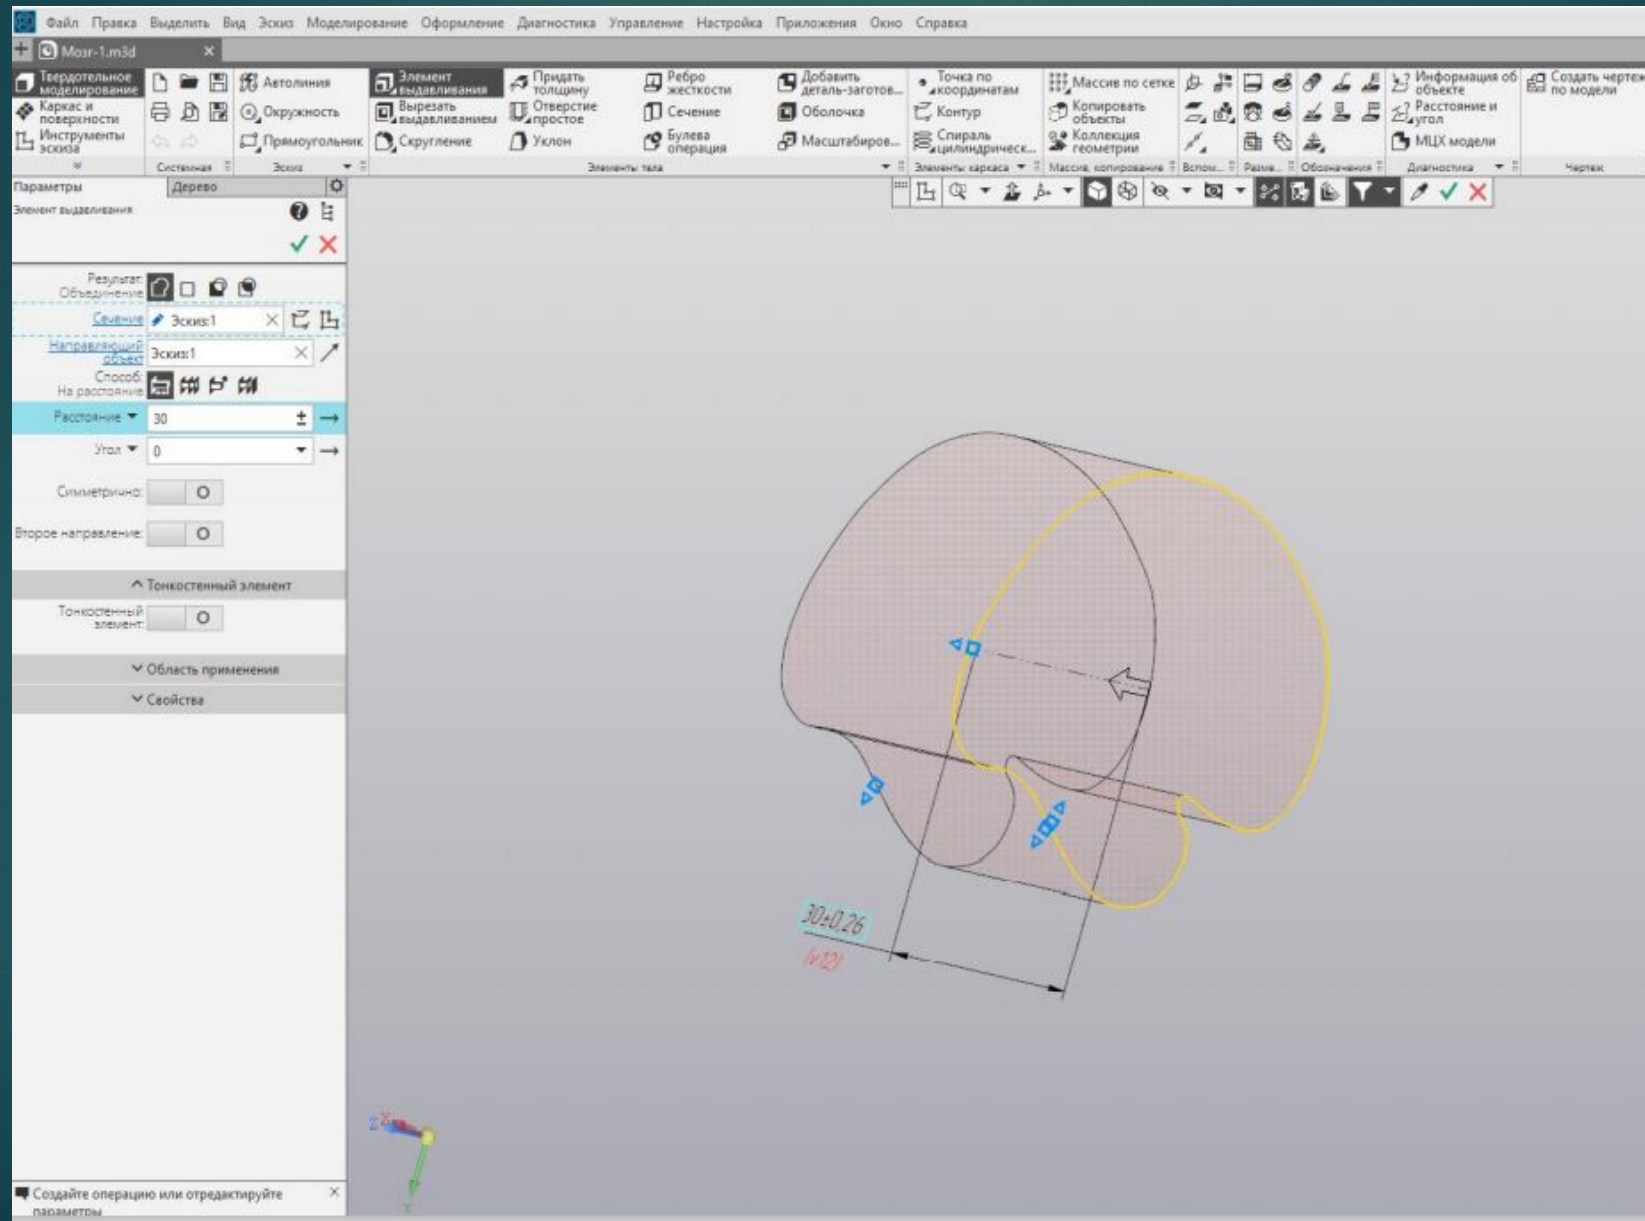 Файл Правка Выделить Вид Эскиз Моделирование Оформление Диагностика Управление Настройка Приложения Окно Справка
Мозг-1.m3d
Твердотельное моделирование
Каркас и поверхности
Инструменты эскиза
Системная
Автолиния
Окружность
Прямоугольник
Эскиз
Элемент выдавливания
Вырезать выдавливанием
Скругление
Придать толщину
Отверстие простое
Уклон
Ребро жесткости
Сечение
Булева операция
Добавить деталь-заготов...
Оболочка
Масштабиров...
Элементы тела
Точка по координатам
Контур
Спираль цилиндрическ...
Элементы каркаса
Массив по сетке
Копировать объекты
Коллекция геометрии
Массив, копирование
Вспом...
Разме...
Обозначения
Информация об объекте
Расстояние и угол
МЦХ модели
Диагностика
Создать чертеж по модели
Чертеж
Параметры
Дерево
Элемент выдавливания
Результат:
Объединение
Сечение
Эскиз:1
Направляющий объект
Эскиз:1
Способ:
На расстояние
Расстояние
30
Угол
0
Симметрично:
Второе направление:
Тонкостенный элемент
Тонкостенный элемент:
Область применения
Свойства
30±0,26
Z
X
Y
Создайте операцию или отредактируйте
параметры